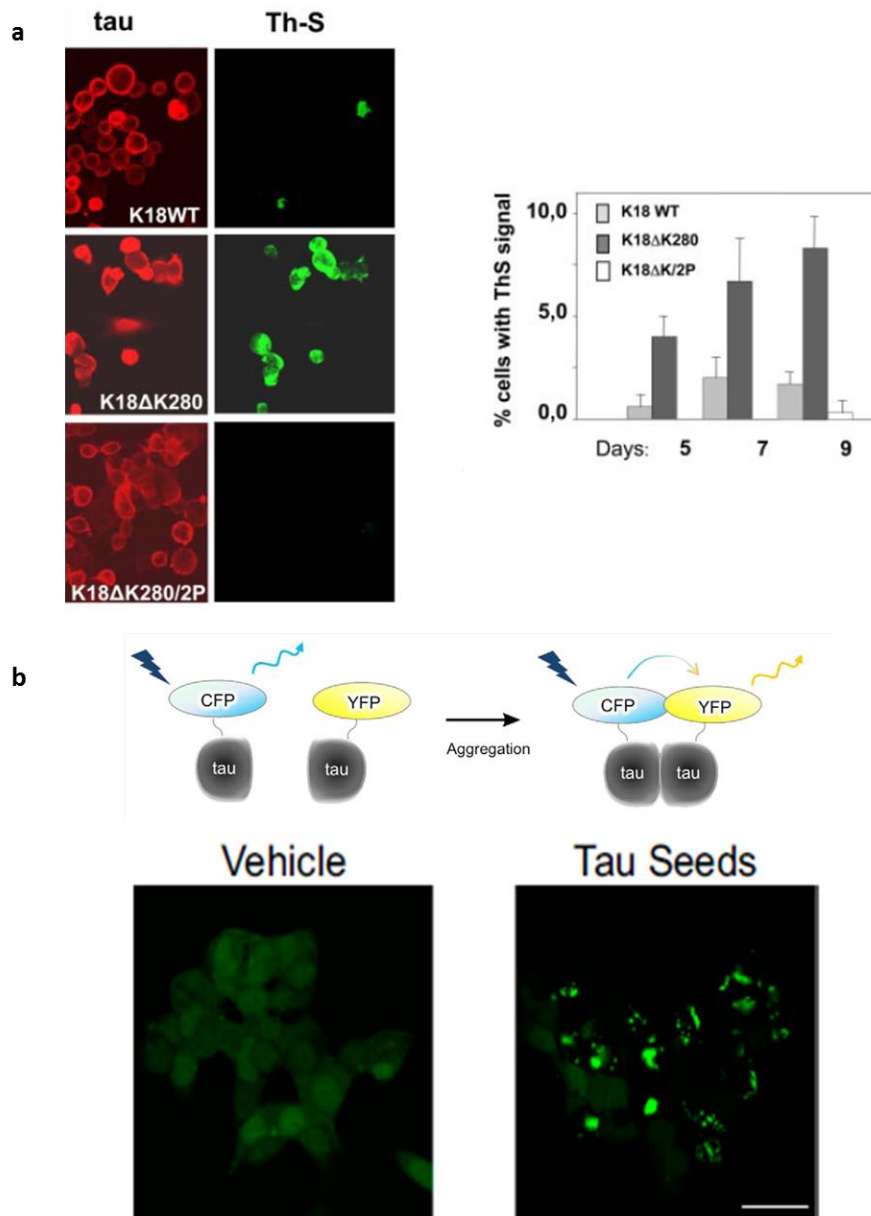 a
tau Th-S
K18WT
K18ΔK280
K18ΔK280/2P
% cells with ThS signal
10,0
5,0
0,0
K18 WT
K18ΔK280
K18ΔK/2P
Days: 5 7 9
b
CFP YFP CFP YFP
Aggregation
tau tau tau tau
Vehicle Tau Seeds